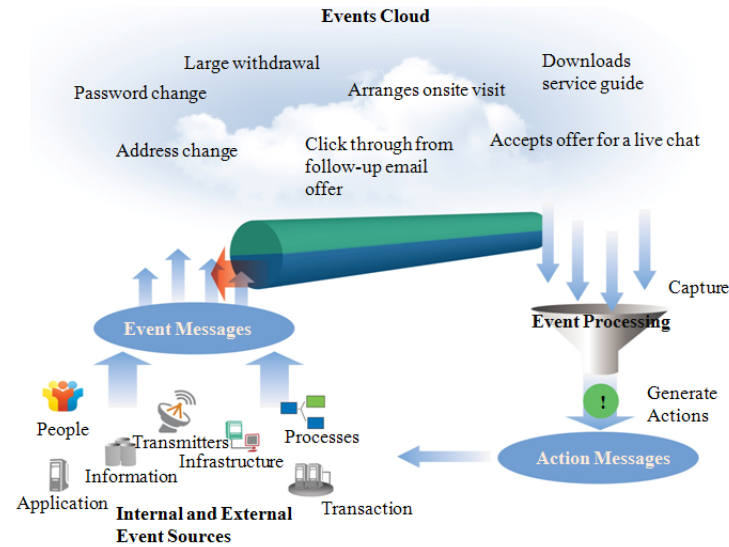 Events Cloud
Large withdrawal
Downloads
service guide
Password change
Arranges onsite visit
Address change
Click through from
follow-up email
offer
Accepts offer for a live chat
Capture
Event Messages
Event Processing
!
Generate
Actions
People
Transmitters
Processes
Infrastructure
Information
Action Messages
Application
Transaction
Internal and External
Event Sources